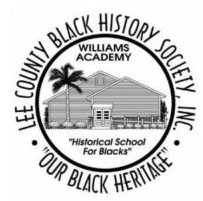 LEE COUNTY BLACK HISTORY SOCIETY, INC.
WILLIAMS
ACADEMY
"Historical School
For Blacks"
• "OUR BLACK HERITAGE" •